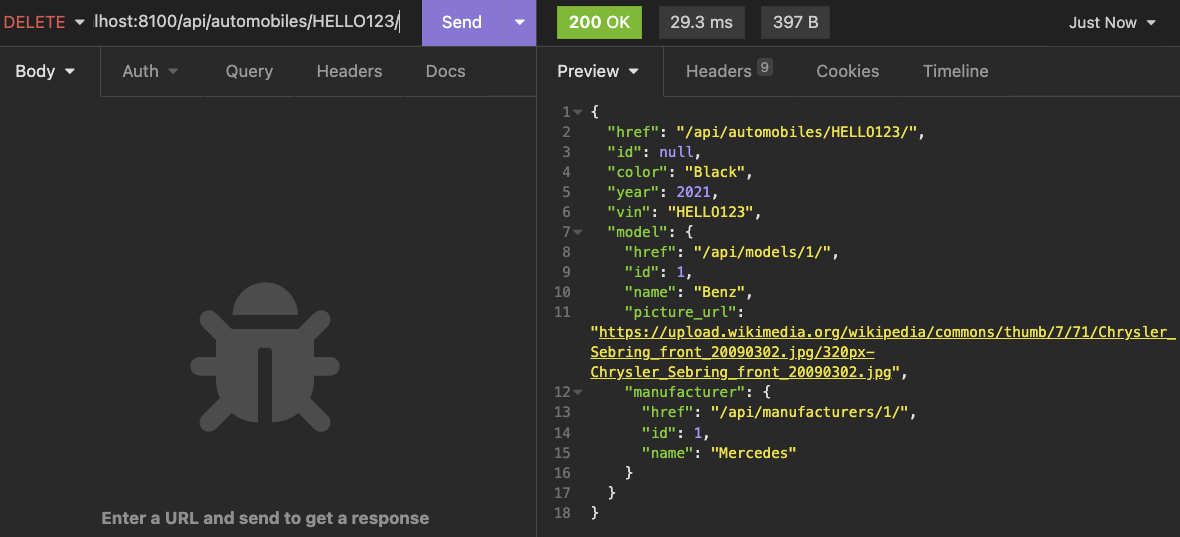 DELETE lhost:8100/api/automobiles/HELLO123/ Send 200 OK 29.3 ms 397 B Just Now
Body Auth Query Headers Docs Preview Headers 9 Cookies Timeline
1 {
2 "href": "/api/automobiles/HELLO123/",
3 "id": null,
4 "color": "Black",
5 "year": 2021,
6 "vin": "HELLO123",
7 "model": {
8 "href": "/api/models/1/",
9 "id": 1,
10 "name": "Benz",
11 "picture_url":
"https://upload.wikimedia.org/wikipedia/commons/thumb/7/71/Chrysler_
Sebring_front_20090302.jpg/320px-
Chrysler_Sebring_front_20090302.jpg",
12 "manufacturer": {
13 "href": "/api/manufacturers/1/",
14 "id": 1,
15 "name": "Mercedes"
16 }
17 }
18 }
Enter a URL and send to get a response